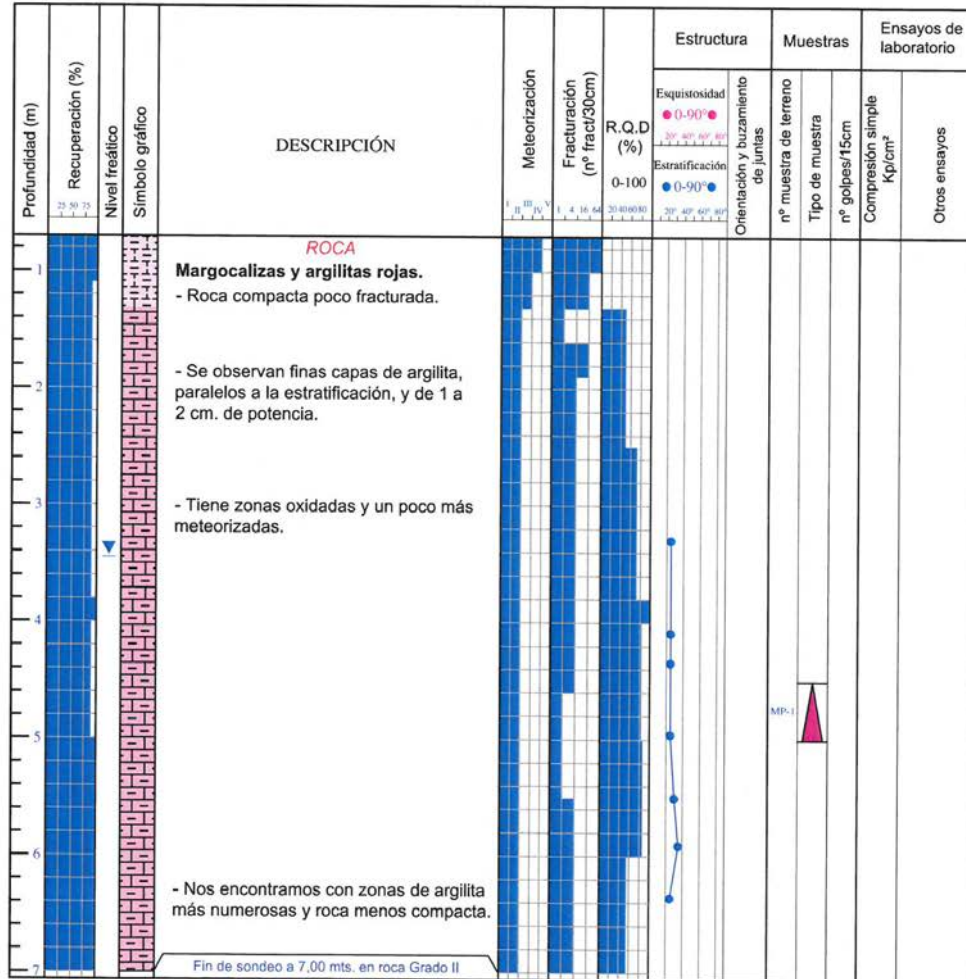 Profundidad (m)
Recuperación (%)
25 50 75
Nivel freático
Símbolo gráfico
DESCRIPCIÓN
Meteorización
I II III IV V
Fracturación
(nº fract/30cm)
1 4 16 64
R.Q.D
(%)
0-100
20 40 60 80
Estructura
Esquistosidad
0-90°
20° 40° 60° 80°
Estratificación
0-90°
20° 40° 60° 80°
Orientación y buzamiento
de juntas
Muestras
nº muestra de terreno
Tipo de muestra
nº golpes/15cm
Ensayos de
laboratorio
Compresión simple
Kp/cm²
Otros ensayos
ROCA
Margocalizas y argilitas rojas.
1
- Roca compacta poco fracturada.
- Se observan finas capas de argilita,
2
paralelos a la estratificación, y de 1 a
2 cm. de potencia.
3
- Tiene zonas oxidadas y un poco más
meteorizadas.
4
MP-1
5
6
- Nos encontramos con zonas de argilita
más numerosas y roca menos compacta.
7
Fin de sondeo a 7,00 mts. en roca Grado II